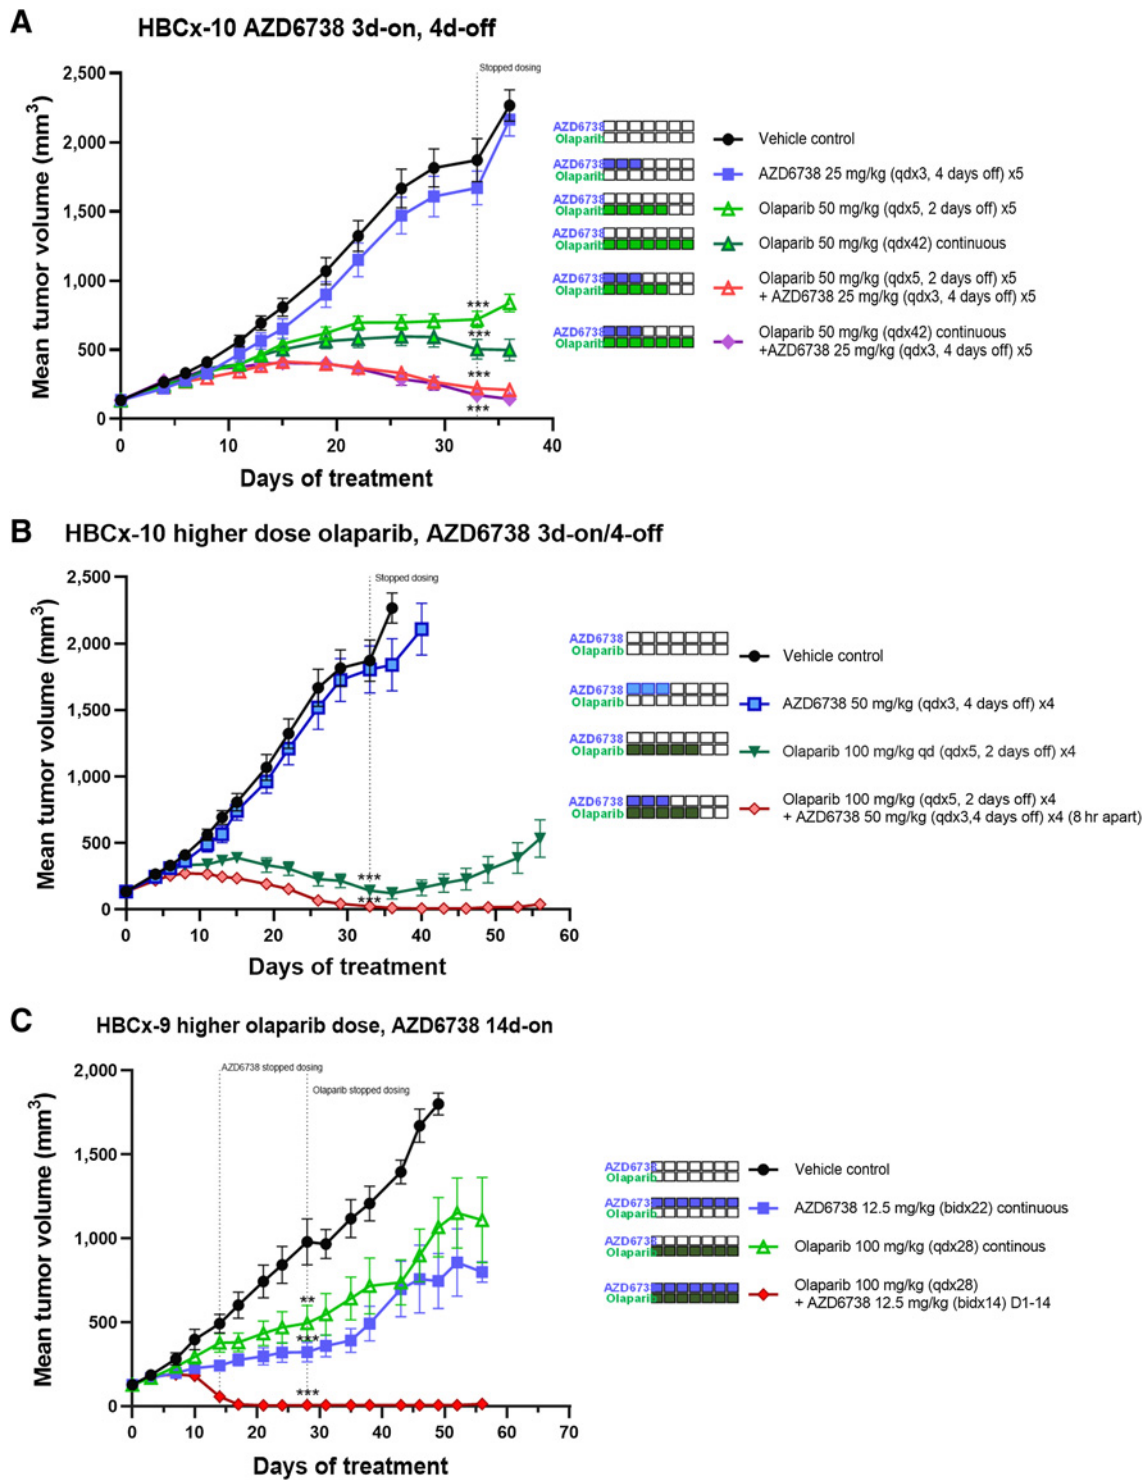 A
HBCx-10 AZD6738 3d-on, 4d-off
Stopped dosing
2,500
2,000
1,500
1,000
500
0
Mean tumor volume (mm³)
0 10 20 30 40
Days of treatment
***
***
***
***
AZD6738
Olaparib
Vehicle control
AZD6738
Olaparib
AZD6738 25 mg/kg (qdx3, 4 days off) x5
AZD6738
Olaparib
Olaparib 50 mg/kg (qdx5, 2 days off) x5
AZD6738
Olaparib
Olaparib 50 mg/kg (qdx42) continuous
AZD6738
Olaparib
Olaparib 50 mg/kg (qdx5, 2 days off) x5
+ AZD6738 25 mg/kg (qdx3, 4 days off) x5
AZD6738
Olaparib
Olaparib 50 mg/kg (qdx42) continuous
+AZD6738 25 mg/kg (qdx3, 4 days off) x5
B
HBCx-10 higher dose olaparib, AZD6738 3d-on/4-off
Stopped dosing
2,500
2,000
1,500
1,000
500
0
Mean tumor volume (mm³)
0 10 20 30 40 50 60
Days of treatment
***
***
AZD6738
Olaparib
Vehicle control
AZD6738
Olaparib
AZD6738 50 mg/kg (qdx3, 4 days off) x4
AZD6738
Olaparib
Olaparib 100 mg/kg qd (qdx5, 2 days off) x4
AZD6738
Olaparib
Olaparib 100 mg/kg (qdx5, 2 days off) x4
+ AZD6738 50 mg/kg (qdx3,4 days off) x4 (8 hr apart)
C
HBCx-9 higher olaparib dose, AZD6738 14d-on
AZD6738 stopped dosing
Olaparib stopped dosing
2,000
1,500
1,000
500
0
Mean tumor volume (mm³)
0 10 20 30 40 50 60 70
Days of treatment
**
***
***
AZD6738
Olaparib
Vehicle control
AZD6738
Olaparib
AZD6738 12.5 mg/kg (bidx22) continuous
AZD6738
Olaparib
Olaparib 100 mg/kg (qdx28) continous
AZD6738
Olaparib
Olaparib 100 mg/kg (qdx28)
+ AZD6738 12.5 mg/kg (bidx14) D1-14